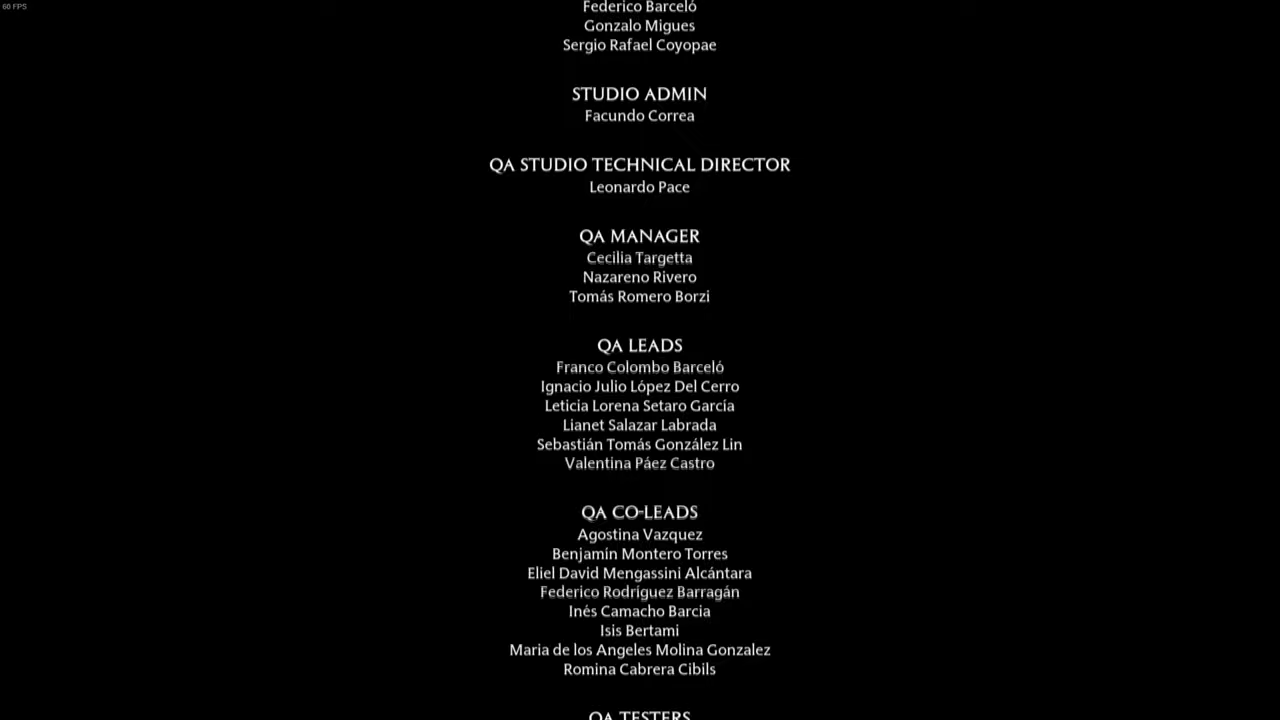 60 FPS
Federico Barceló
Gonzalo Migues
Sergio Rafael Coyopae
STUDIO ADMIN
Facundo Correa
QA STUDIO TECHNICAL DIRECTOR
Leonardo Pace
QA MANAGER
Cecilia Targetta
Nazareno Rivero
Tomás Romero Borzi
QA LEADS
Franco Colombo Barceló
Ignacio Julio López Del Cerro
Leticia Lorena Setaro García
Lianet Salazar Labrada
Sebastián Tomás González Lin
Valentina Páez Castro
QA CO-LEADS
Agostina Vazquez
Benjamín Montero Torres
Eliel David Mengassini Alcántara
Federico Rodríguez Barragán
Inés Camacho Barcia
Isis Bertami
Maria de los Angeles Molina Gonzalez
Romina Cabrera Cibils
QA TESTERS